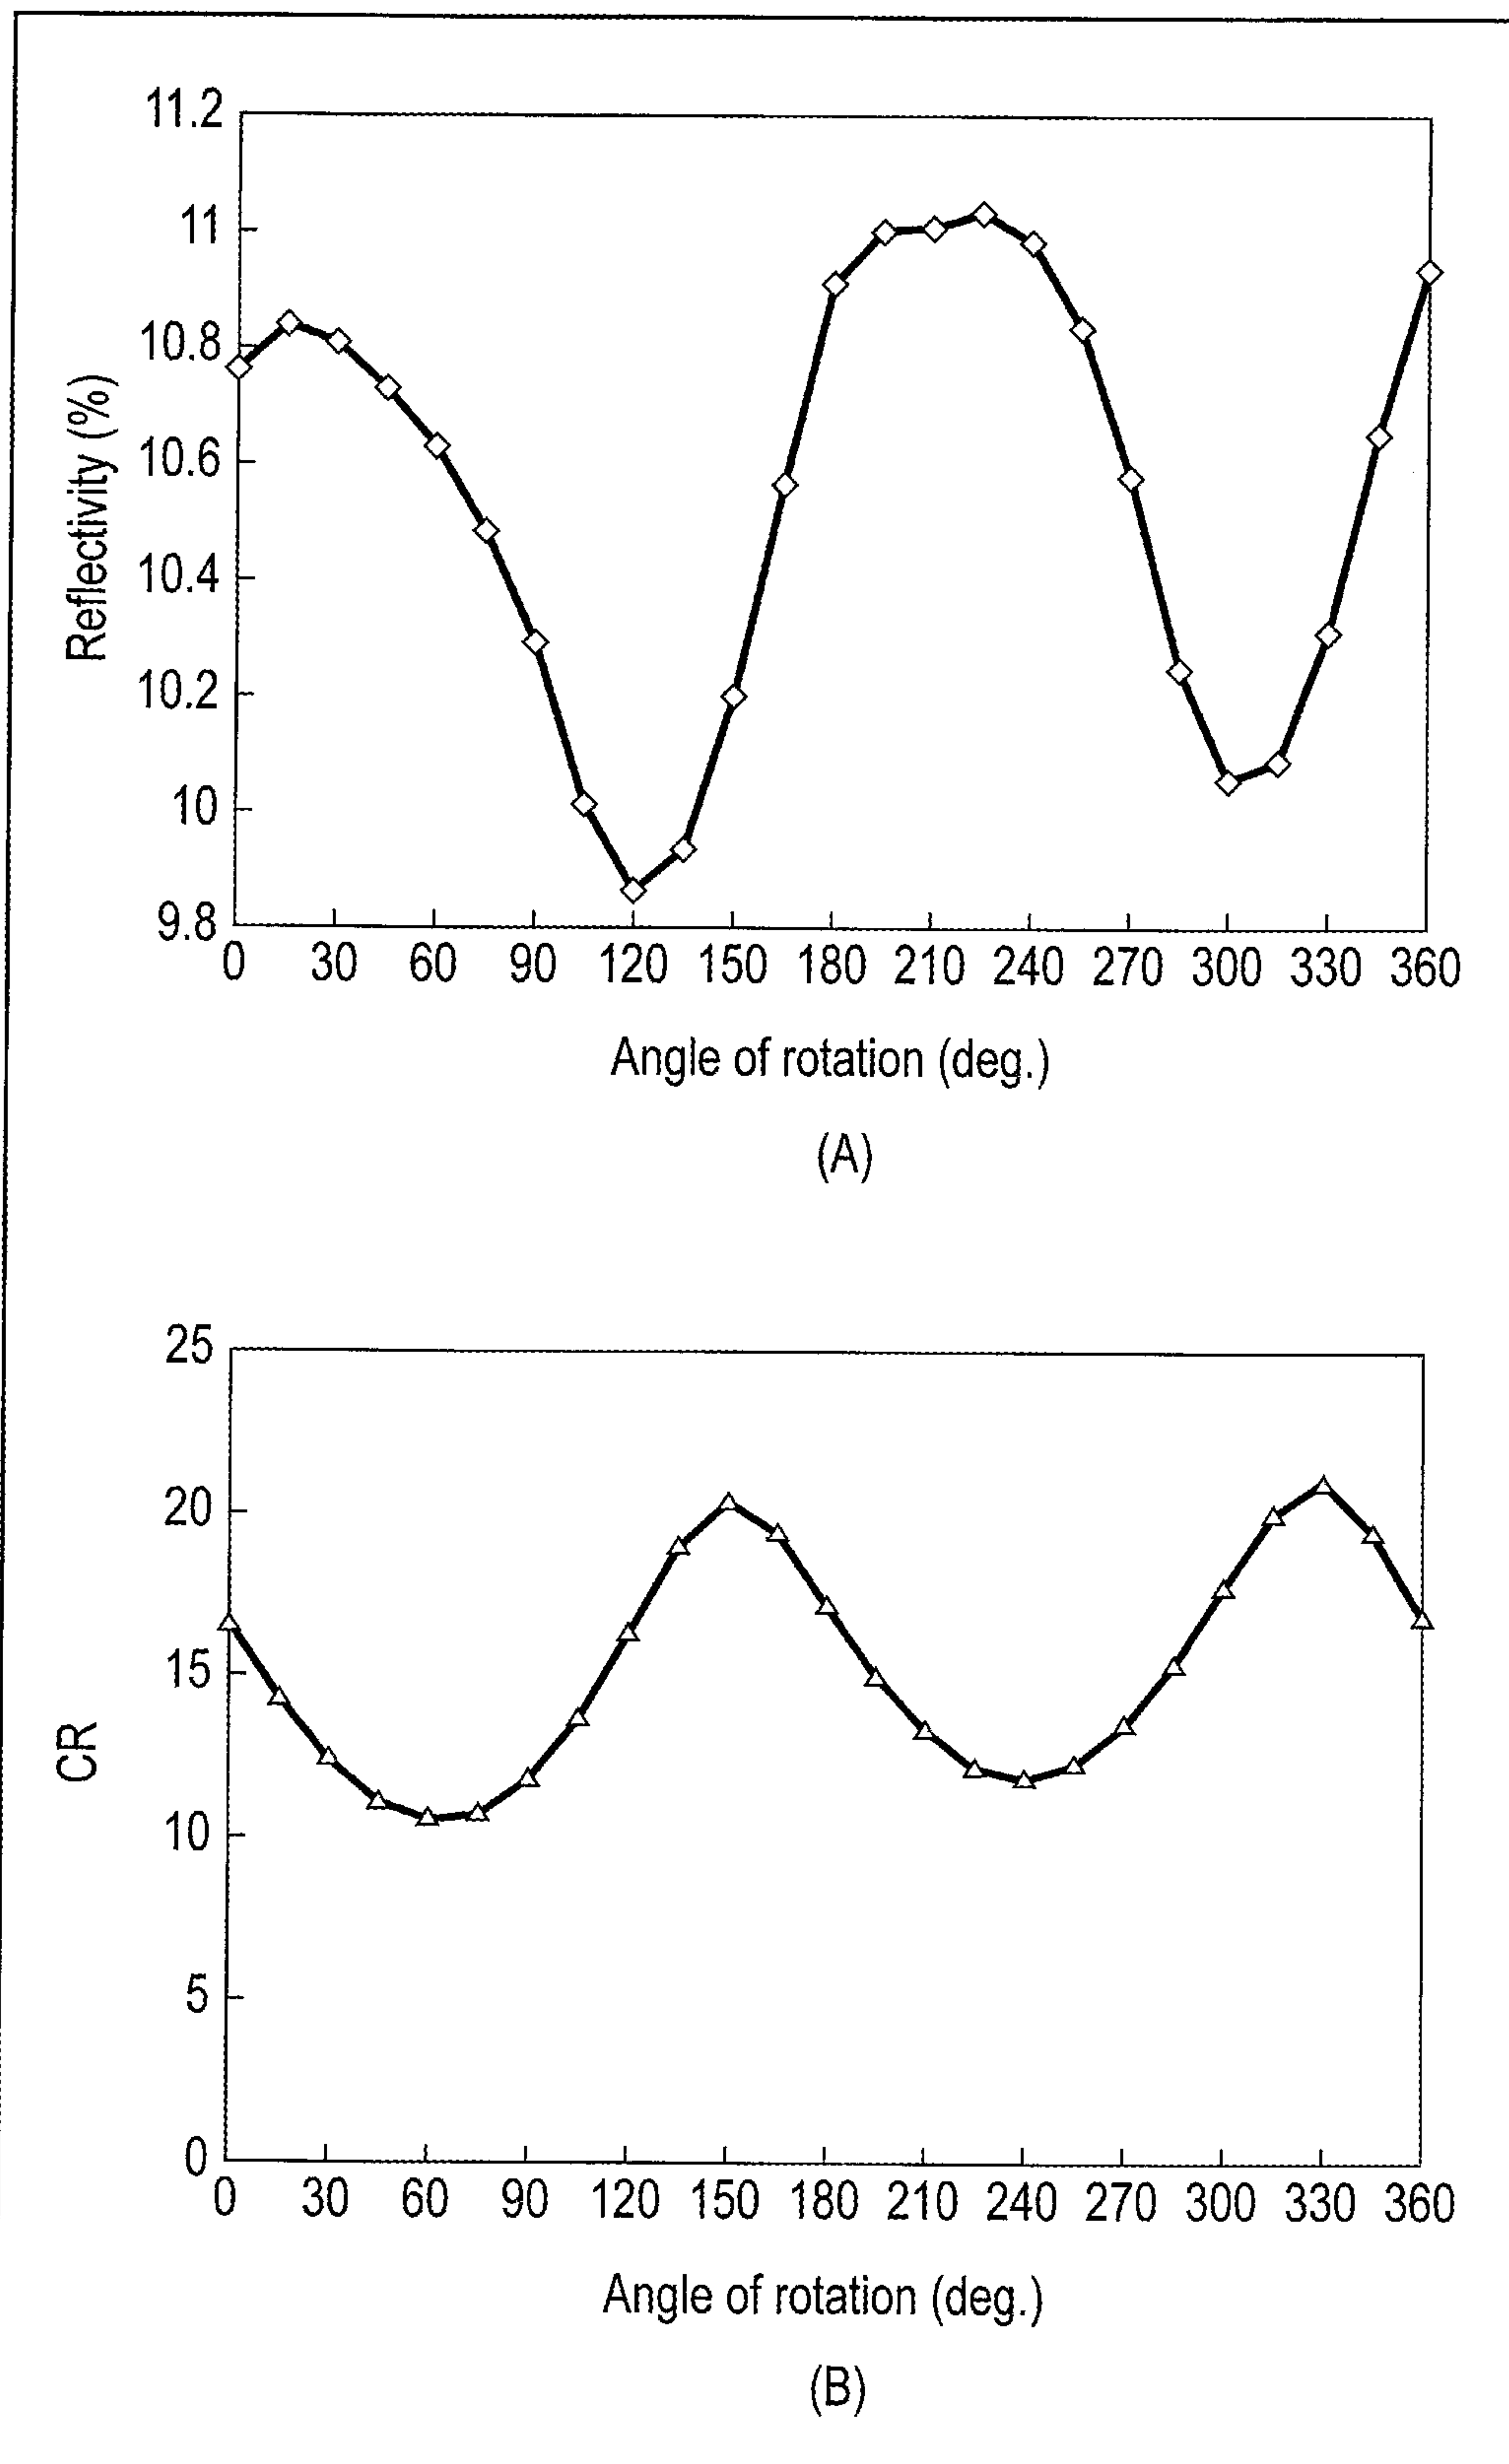 11.2
11
10.8
10.6
10.4
10.2
10
9.8
Reflectivity (%)
0 30 60 90 120 150 180 210 240 270 300 330 360
Angle of rotation (deg.)
(A)
25
20
15
10
5
0
CR
0 30 60 90 120 150 180 210 240 270 300 330 360
Angle of rotation (deg.)
(B)